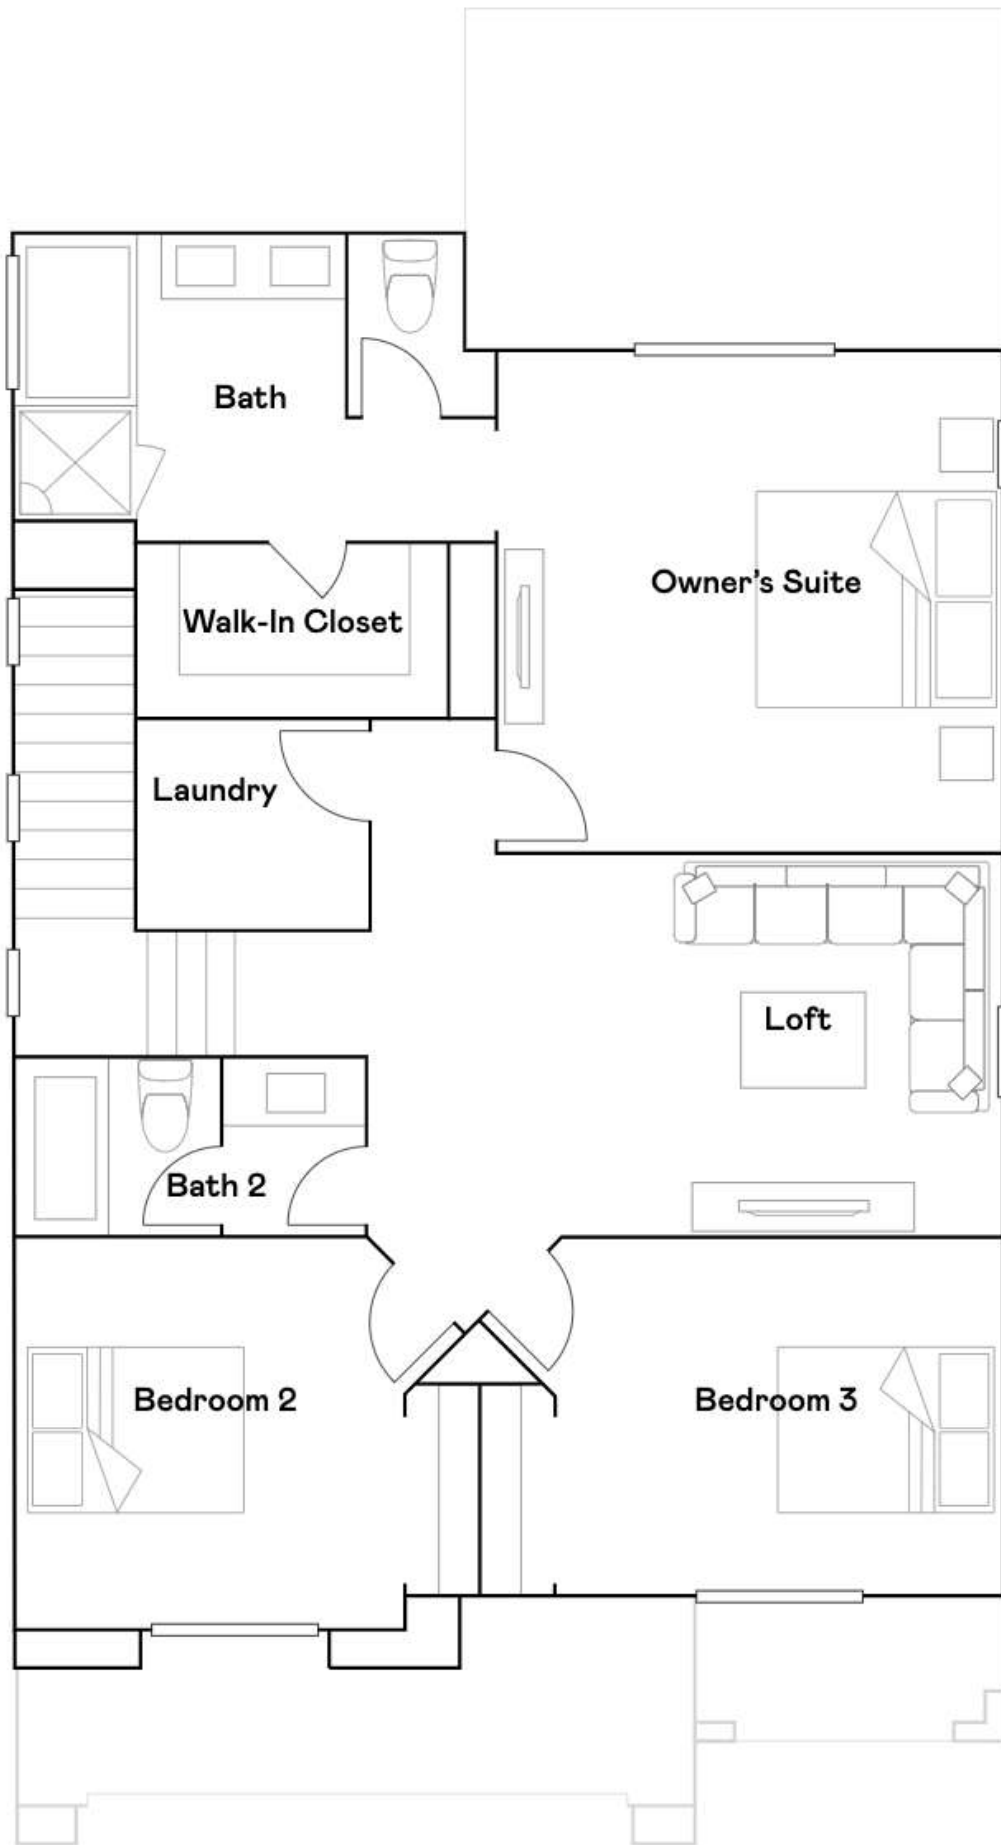 Bath
Owner's Suite
Walk-In Closet
Laundry
Loft
Bath 2
Bedroom 2
Bedroom 3